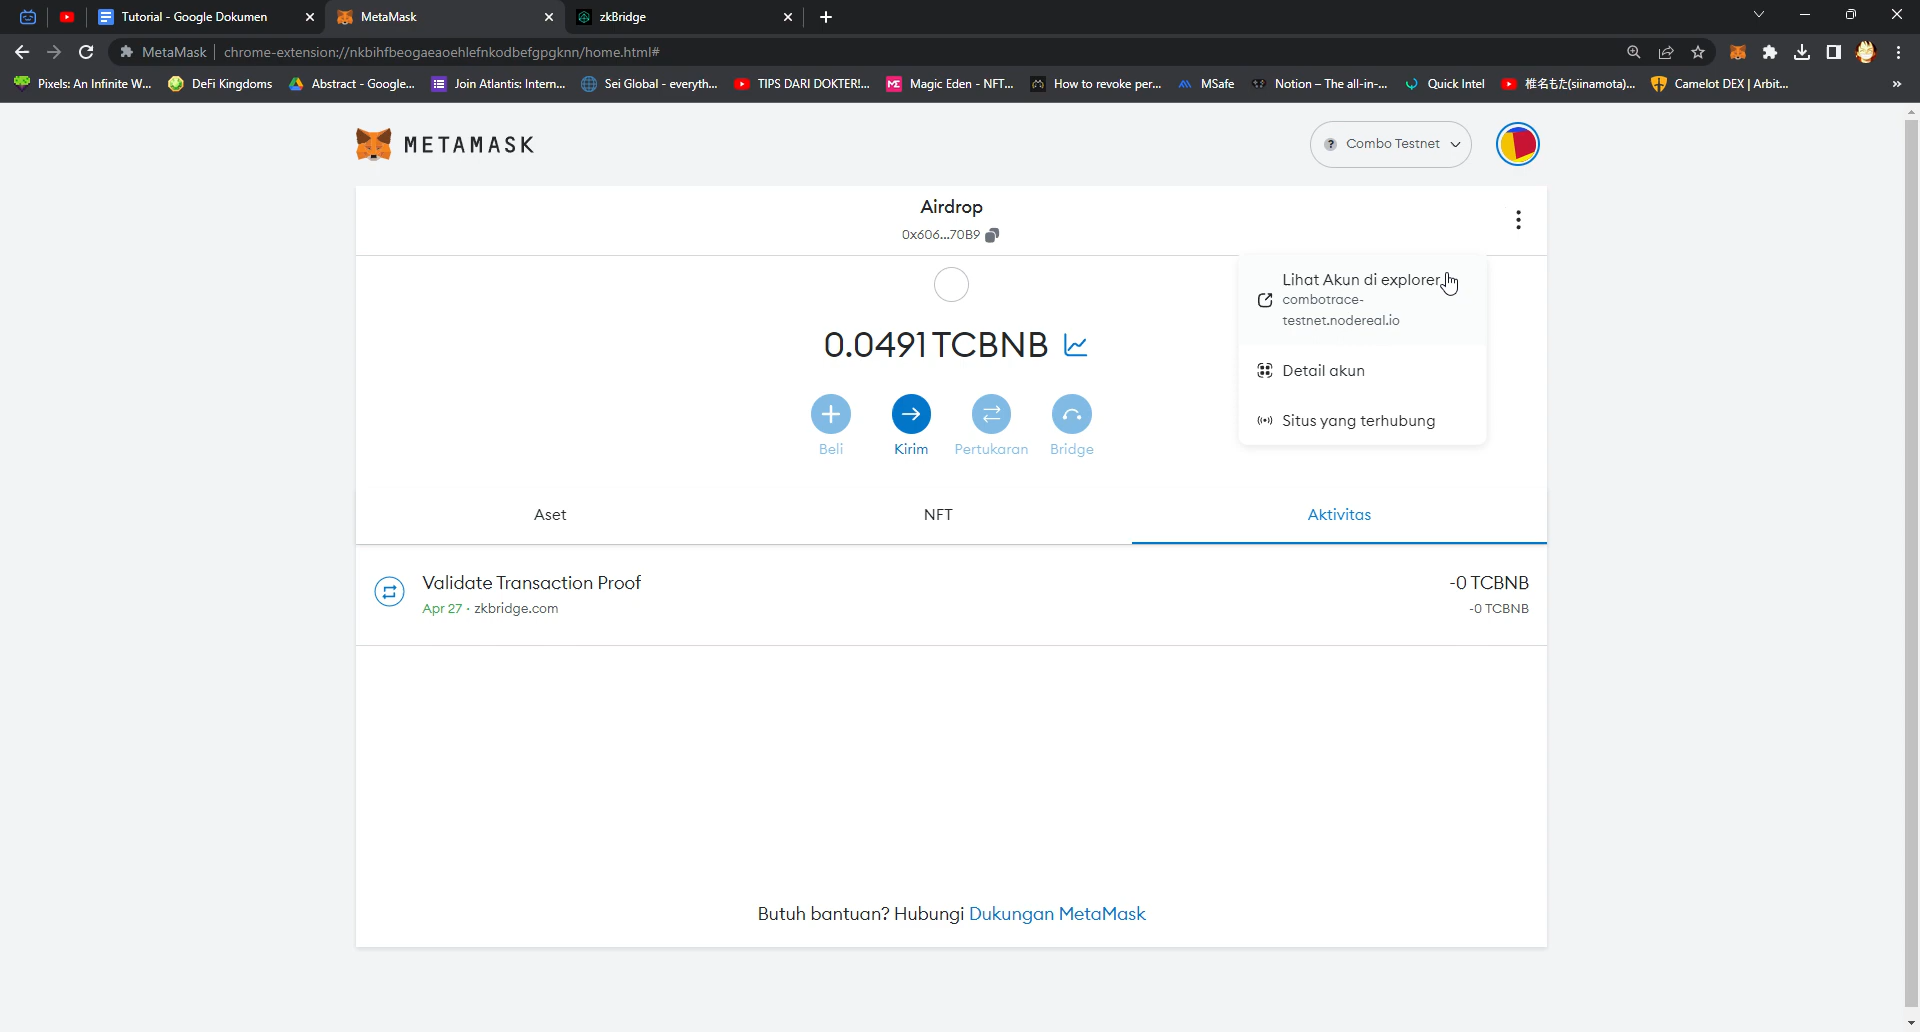 Tutorial - Google Dokumen
MetaMask
zkBridge
MetaMask
chrome-extension://nkbihfbeogaeaoehlefnkodbefgpgknn/home.html#
Pixels: An Infinite W...
DeFi Kingdoms
Abstract - Google...
Join Atlantis: Intern...
Sei Global - everyth...
TIPS DARI DOKTER!...
ME Magic Eden - NFT...
How to revoke per...
MSafe
Notion – The all-in-...
Quick Intel
椎名もた(siinamota)...
Camelot DEX | Arbit...
»
METAMASK
? Combo Testnet
Airdrop
0x606...70B9
Lihat Akun di explorer
combotrace-
testnet.nodereal.io
Detail akun
Situs yang terhubung
0.0491 TCBNB
Beli
Kirim
Pertukaran
Bridge
Aset
NFT
Aktivitas
Validate Transaction Proof
-0 TCBNB
Apr 27 · zkbridge.com
-0 TCBNB
Butuh bantuan? Hubungi Dukungan MetaMask